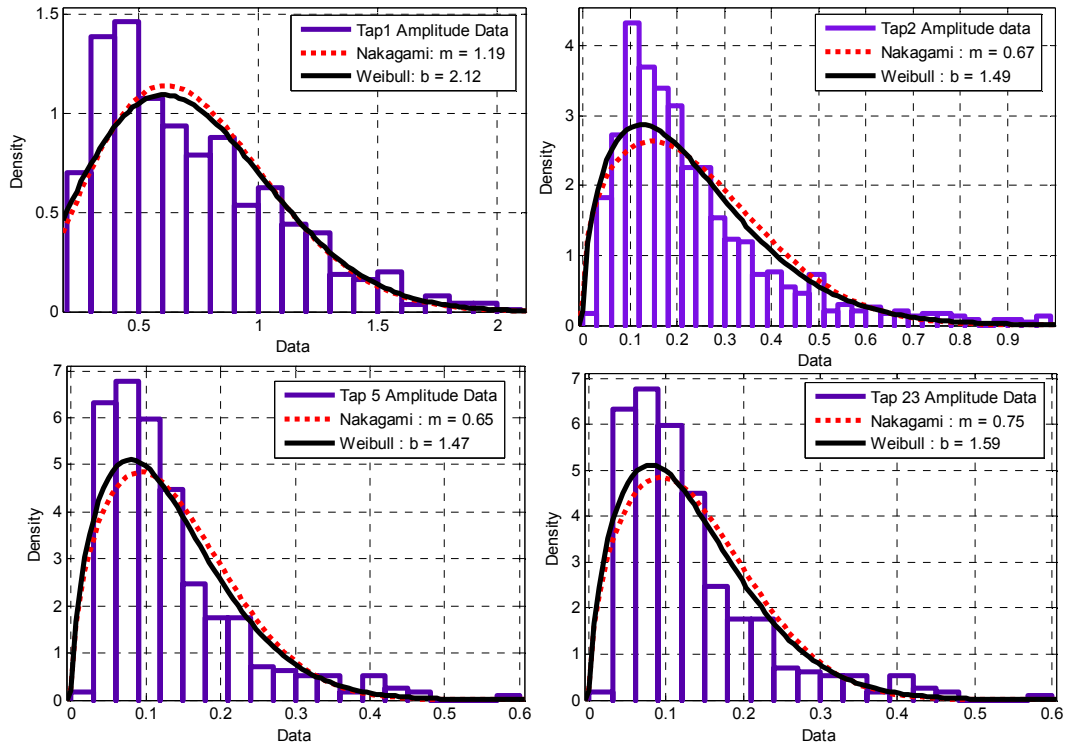 Tap1 Amplitude Data
Nakagami: m = 1.19
Weibull: b = 2.12
Density
1.5
1
0.5
0
0.5
1
1.5
2
Data
Tap2 Amplitude data
Nakagami : m = 0.67
Weibull : b = 1.49
Density
4
3
2
1
0
0
0.1
0.2
0.3
0.4
0.5
0.6
0.7
0.8
0.9
Data
Tap 5 Amplitude Data
Nakagami : m = 0.65
Weibull : b = 1.47
Density
7
6
5
4
3
2
1
0
0
0.1
0.2
0.3
0.4
0.5
0.6
Data
Tap 23 Amplitude Data
Nakagami : m = 0.75
Weibull : b = 1.59
Density
7
6
5
4
3
2
1
0
0
0.1
0.2
0.3
0.4
0.5
0.6
Data